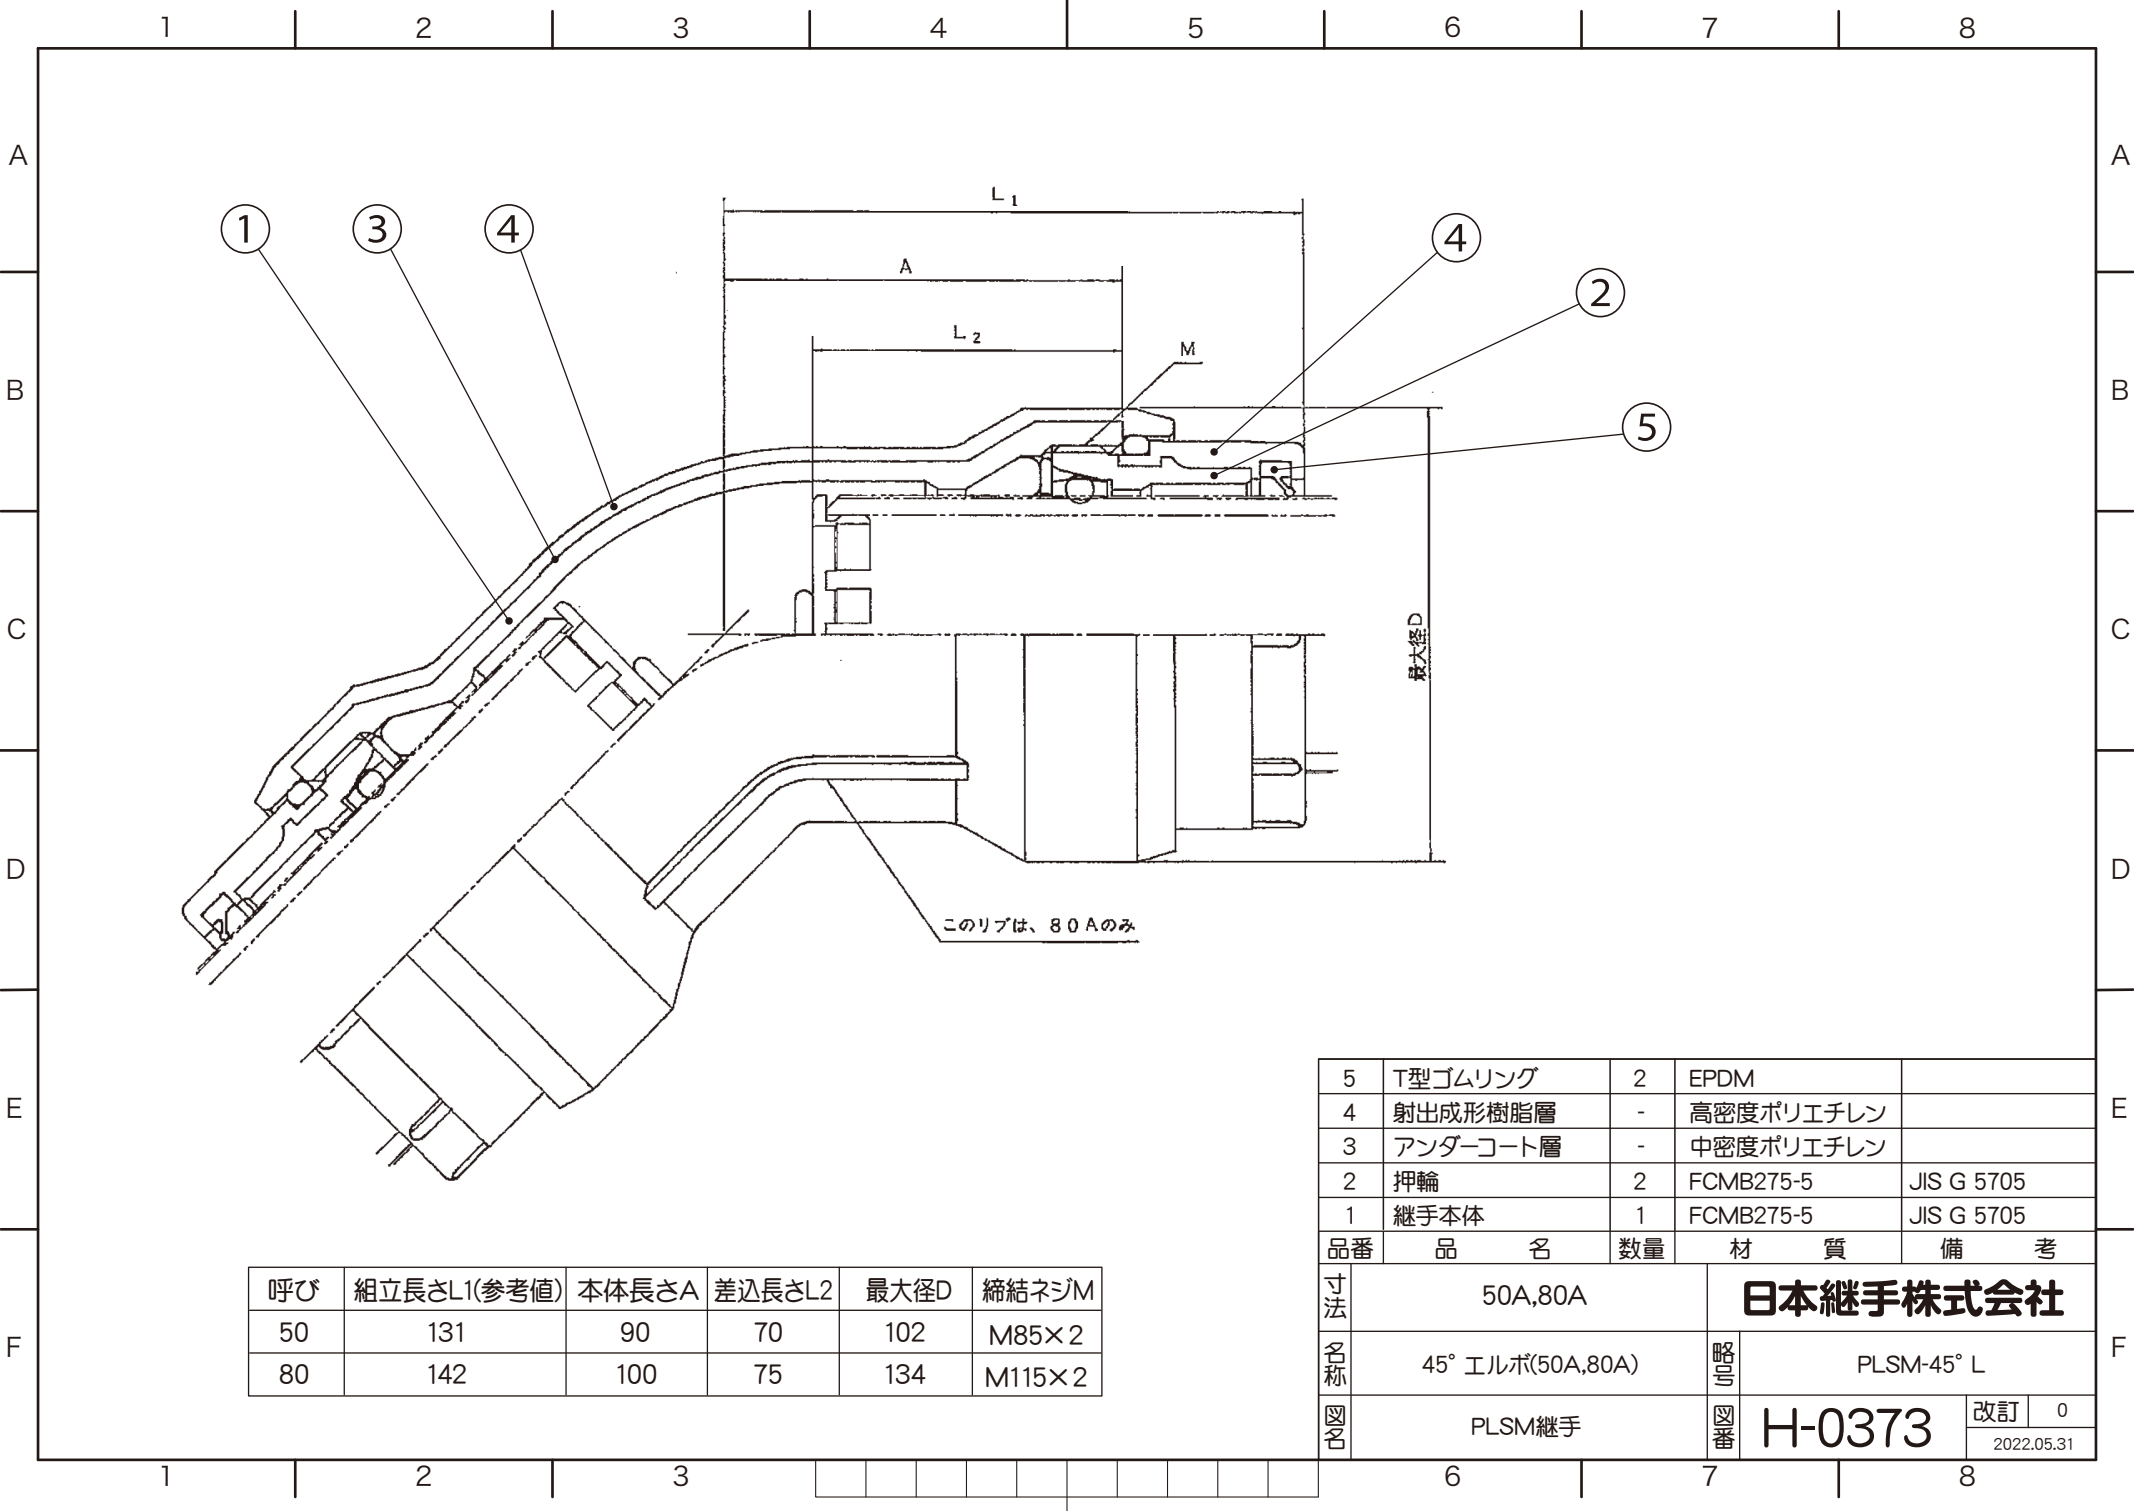 1 2 3 4 5 6 7 8
A A
B B
C C
D D
E E
F F
1 2 3 6 7 8
① ③ ④
④
②
⑤
L 1
A
L 2
M
最大径D
このリブは、80Aのみ
呼び 組立長さL1(参考値) 本体長さA 差込長さL2 最大径D 締結ネジM
50 131 90 70 102 M85×2
80 142 100 75 134 M115×2
5 T型ゴムリング 2 EPDM
4 射出成形樹脂層 - 高密度ポリエチレン
3 アンダーコート層 - 中密度ポリエチレン
2 押輪 2 FCMB275-5 JIS G 5705
1 継手本体 1 FCMB275-5 JIS G 5705
品番 品名 数量 材質 備考
寸法 50A,80A 日本継手株式会社
名称 45°エルボ(50A,80A) 略号 PLSM-45°L
図名 PLSM継手 図番 H-0373 改訂 0
2022.05.31